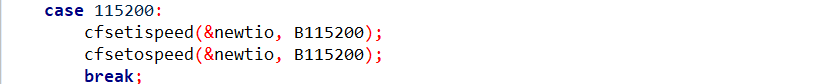 case 115200:
cfsetispeed(&newtio, B115200);
cfsetospeed(&newtio, B115200);
break;